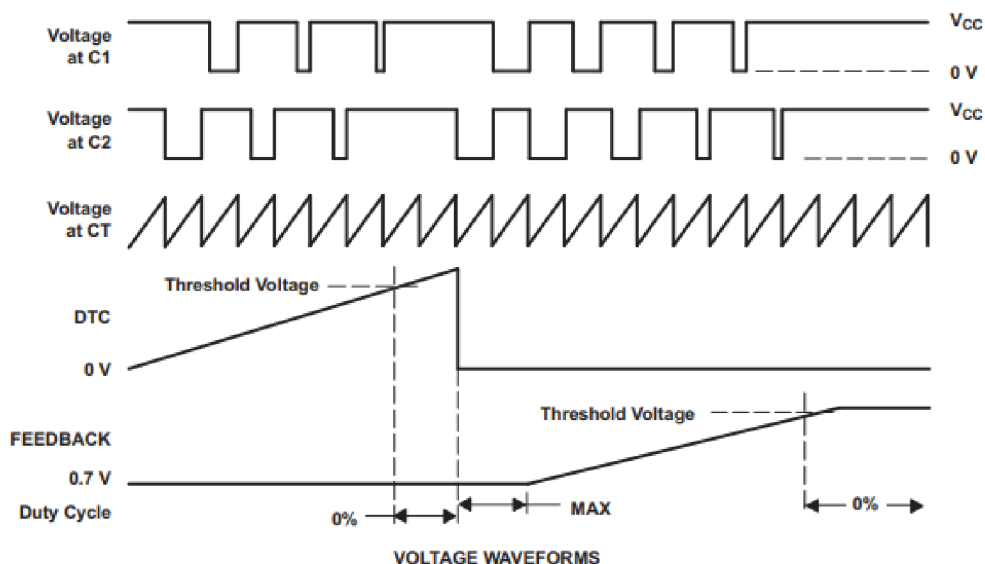 Voltage
at C1
VCC
0 V
Voltage
at C2
VCC
0 V
Voltage
at CT
Threshold Voltage
DTC
0 V
Threshold Voltage
FEEDBACK
0.7 V
Duty Cycle
0%
MAX
0%
VOLTAGE WAVEFORMS